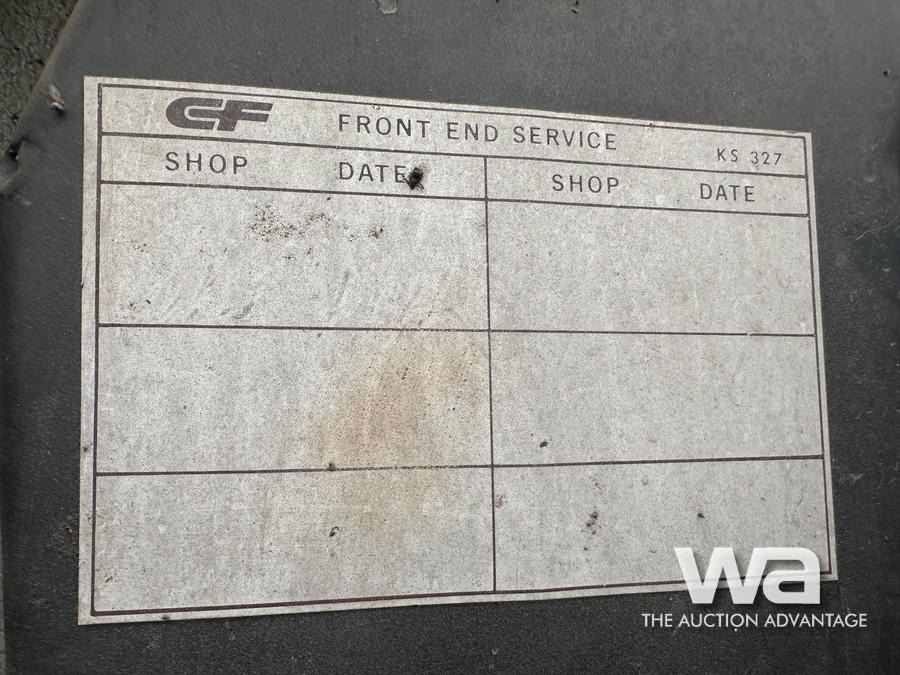 CF FRONT END SERVICE KS 327
SHOP DATE SHOP DATE
wa
THE AUCTION ADVANTAGE